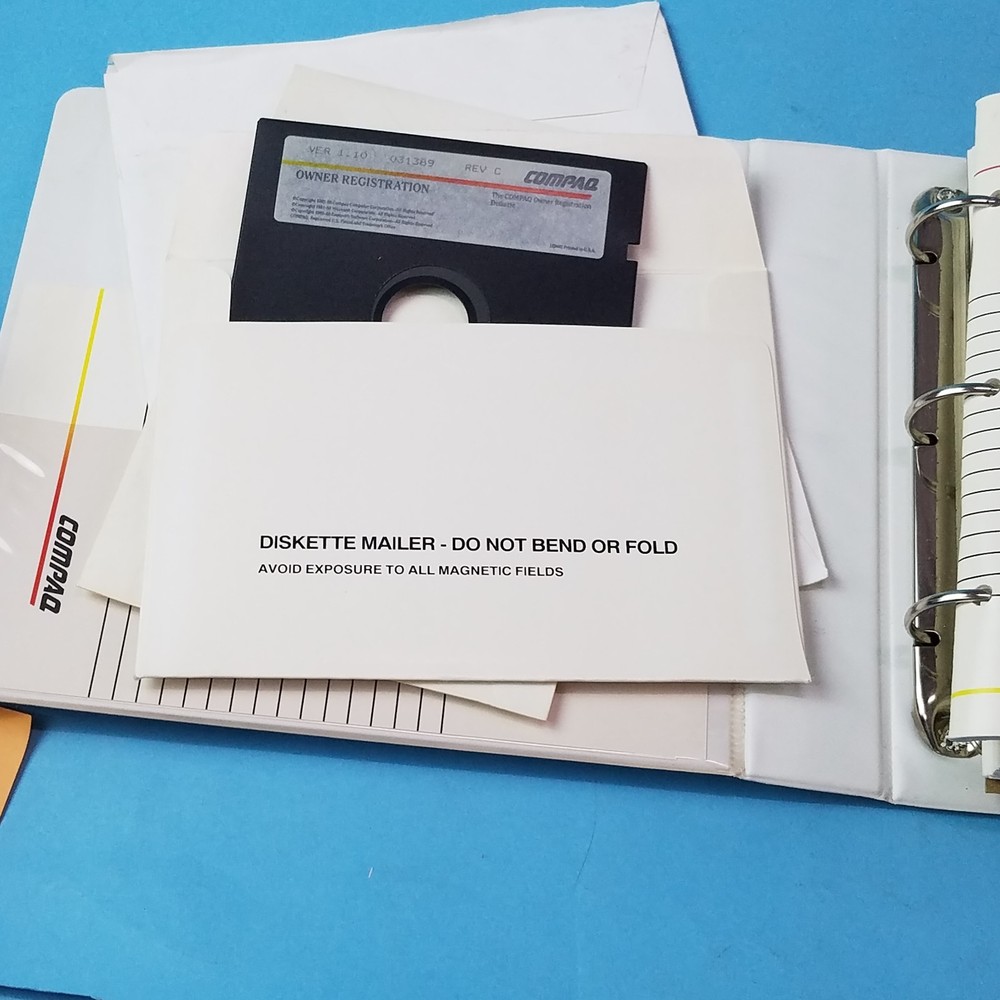 VER 1.10 031389 REV C
COMPAQ
OWNER REGISTRATION
The COMPAQ Owner Registration
Diskette
COMPAQ
DISKETTE MAILER - DO NOT BEND OR FOLD
AVOID EXPOSURE TO ALL MAGNETIC FIELDS